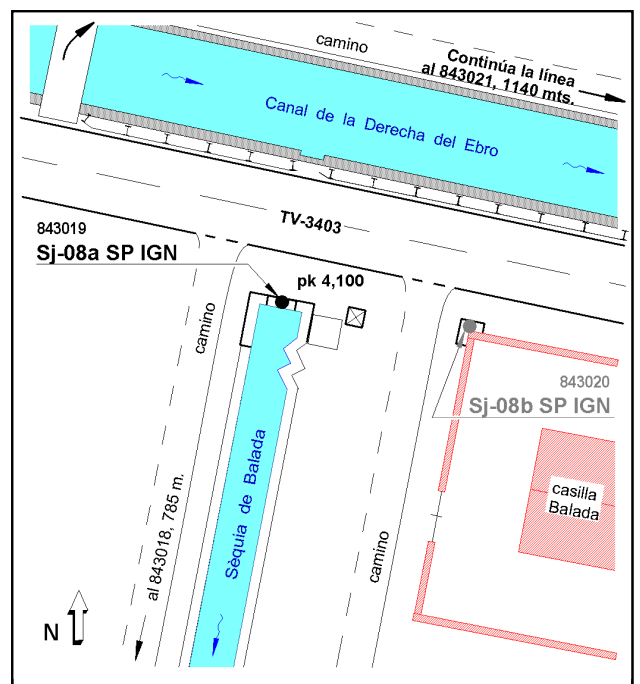 camino
Continúa la línea
al 843021, 1140 mts.
Canal de la Derecha del Ebro
TV-3403
843019
Sj-08a SP IGN
pk 4,100
camino
843020
Sj-08b SP IGN
casilla
Balada
Sèquia de Balada
al 843018, 785 m.
camino
N